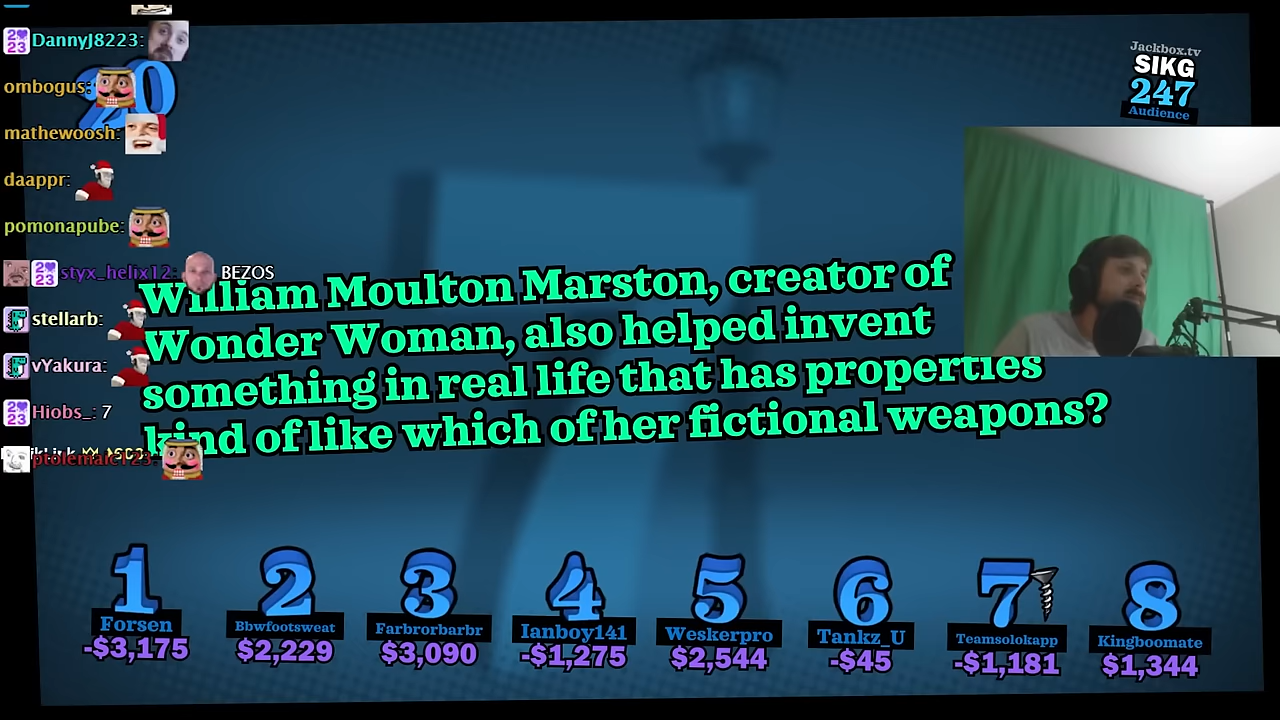 DannyJ8223:
ombogus:
20
mathewoosh:
daappr:
pomonapube:
styx_helix12: BEZOS
stellarb:
vYakura:
Hiobs_: 7
ptolemaic123:
Jackbox.tv
SIKG
247
Audience
William Moulton Marston, creator of
Wonder Woman, also helped invent
something in real life that has properties
kind of like which of her fictional weapons?
1 2 3 4 5 6 7 8
Forsen Bbwfootsweat Farbrorbarbr Ianboy141 Weskerpro Tankz_U Teamsolokapp Kingboomate
-$3,175 $2,229 $3,090 -$1,275 $2,544 -$45 -$1,181 $1,344